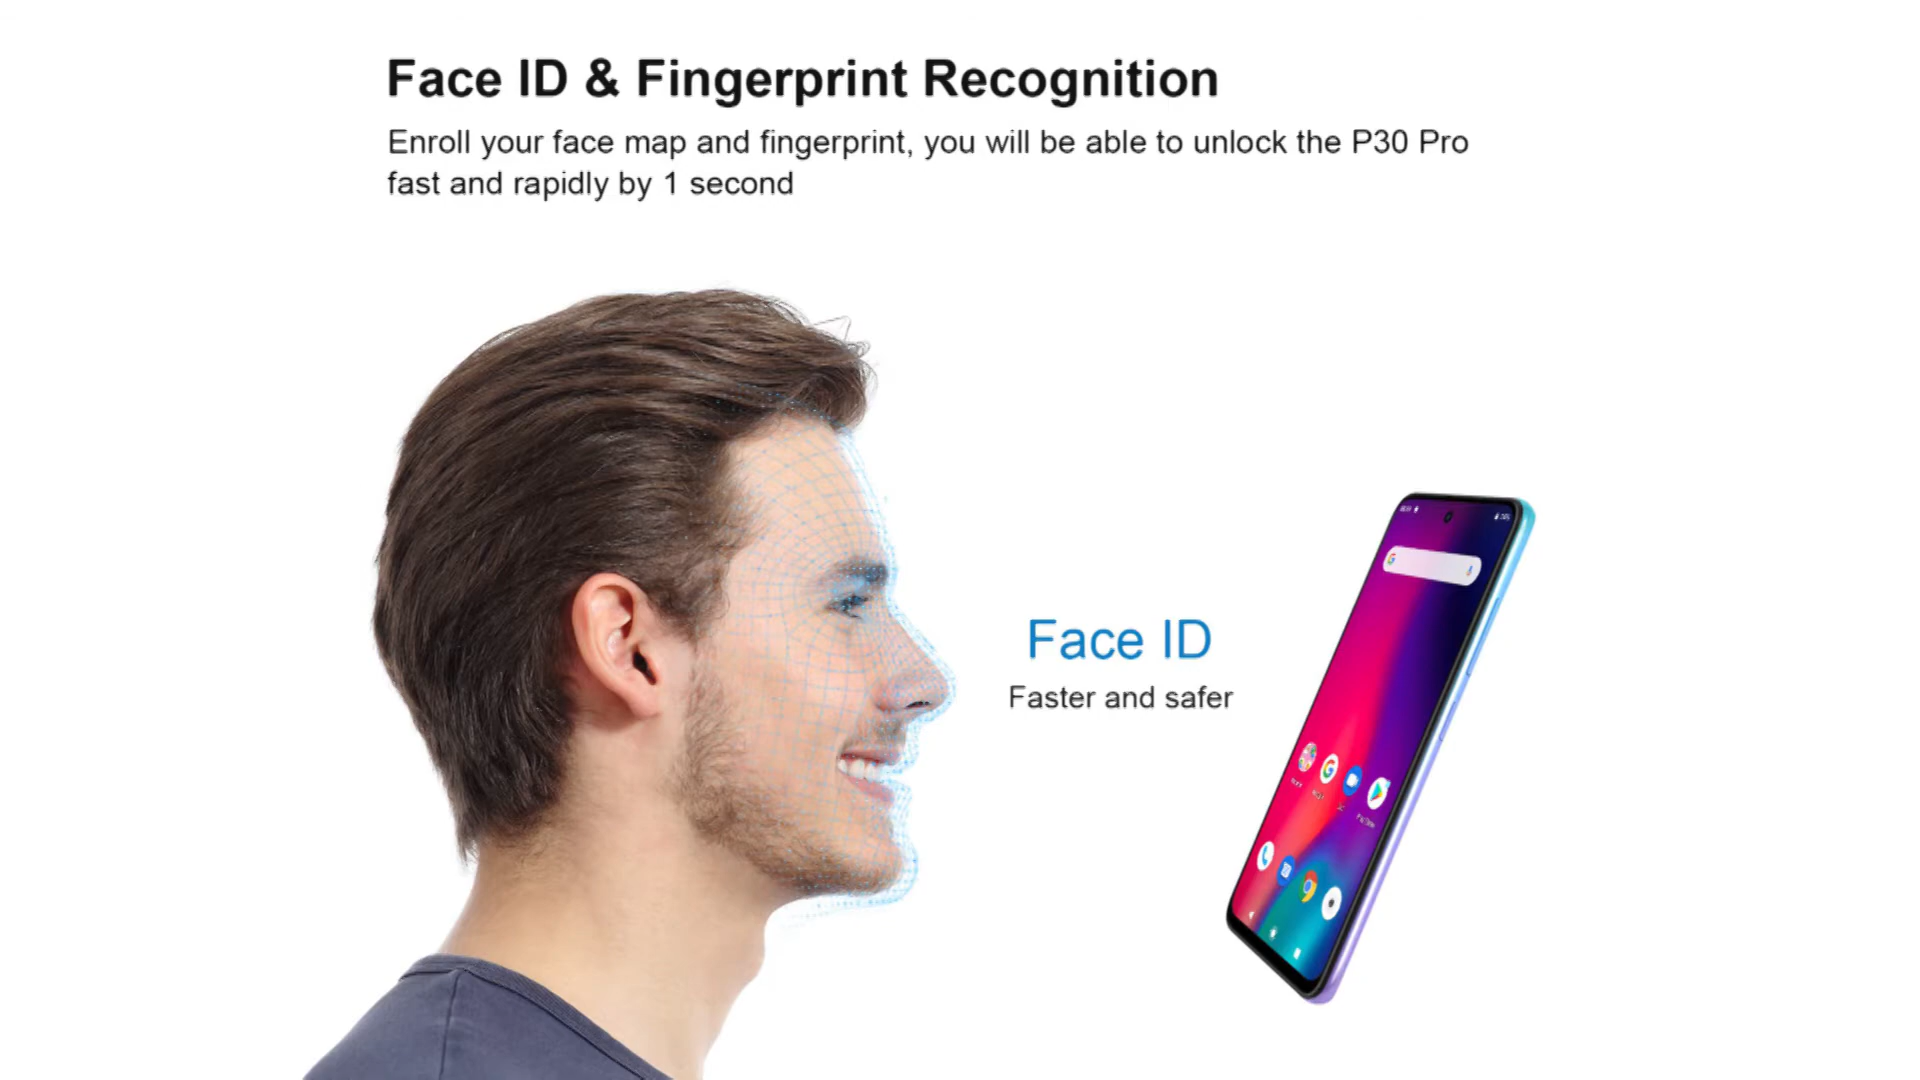 Face ID & Fingerprint Recognition
Enroll your face map and fingerprint, you will be able to unlock the P30 Pro
fast and rapidly by 1 second
Face ID
Faster and safer